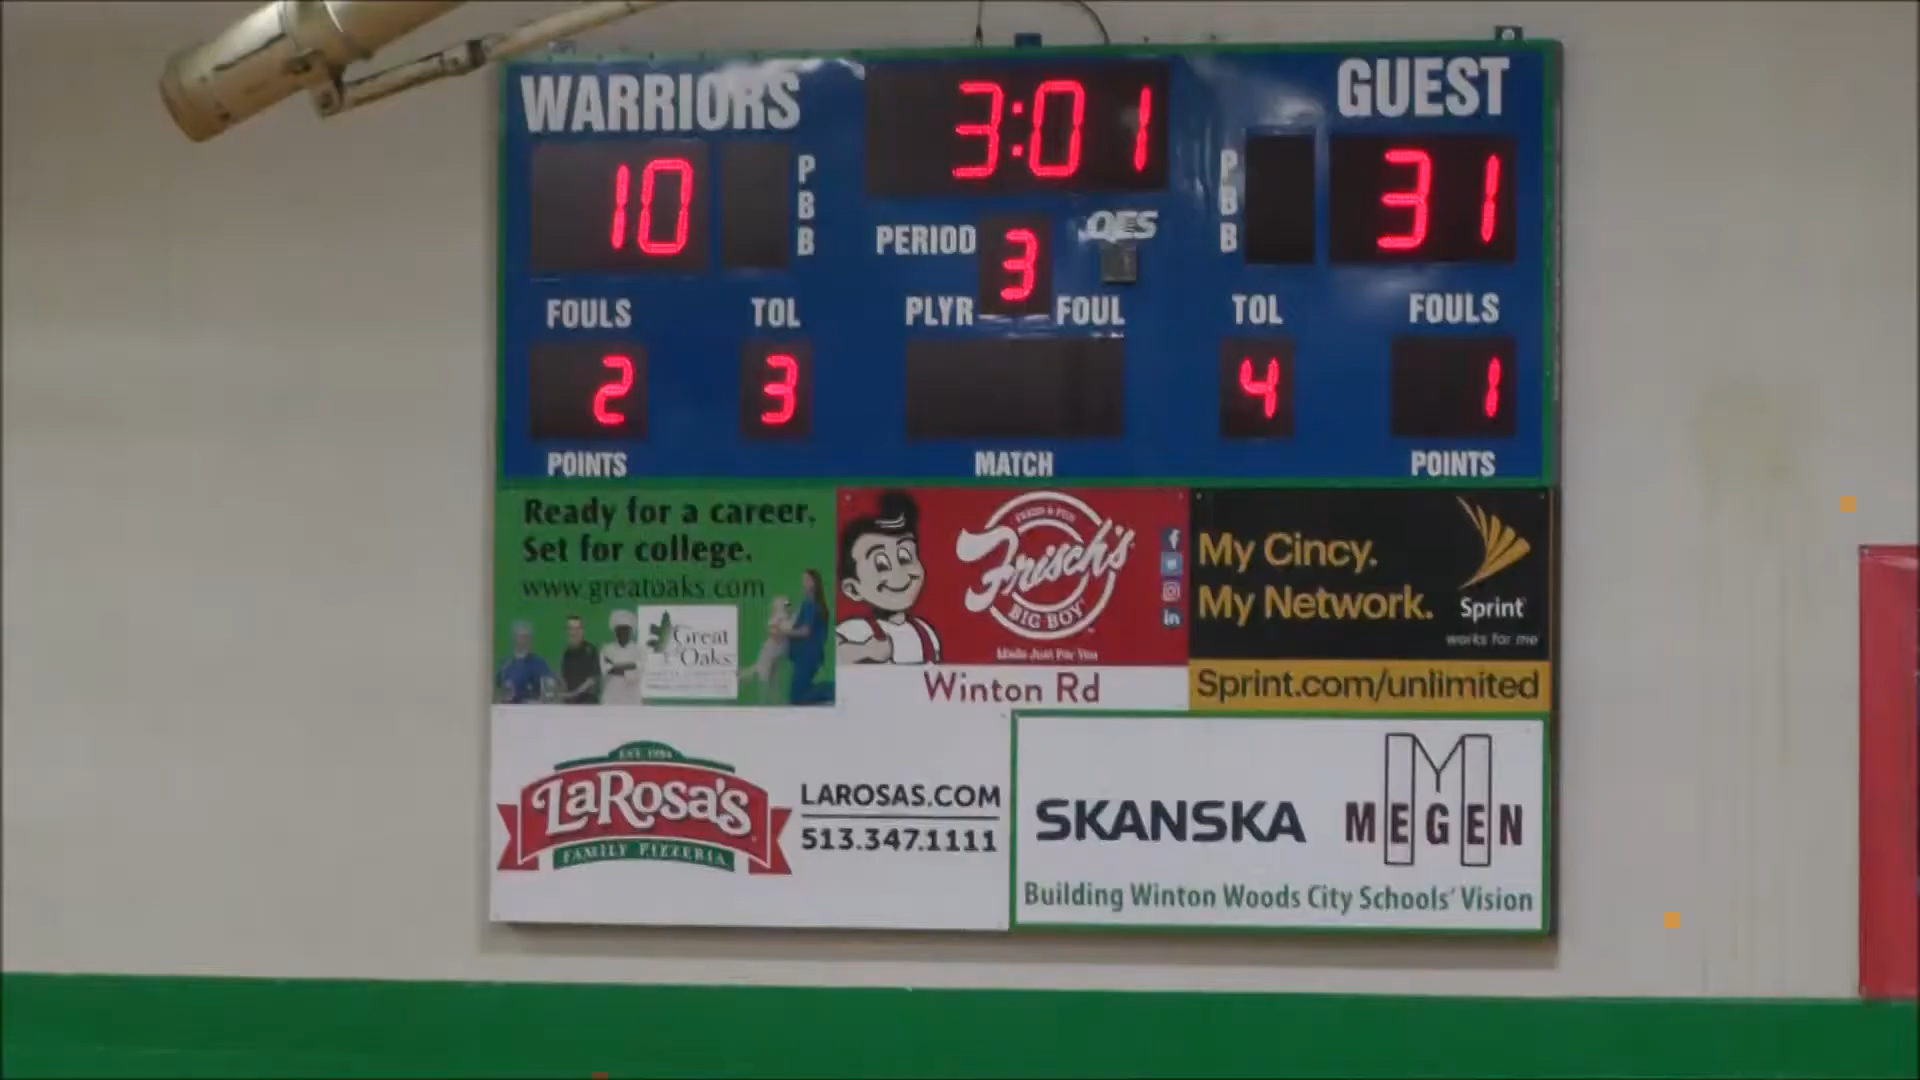 WARRIORS
3:01
GUEST
10
PBB
PERIOD
3
OES
PBB
31
FOULS
TOL
PLYR
FOUL
TOL
FOULS
2
3
4
1
POINTS
MATCH
POINTS
Ready for a career.
Set for college.
www.greatoaks.com
Great
Oaks
Frisch's
BIG BOY
Made Just For You
Winton Rd
My Cincy.
My Network.
Sprint
works for me
Sprint.com/unlimited
EST. 1954
LaRosa's
FAMILY PIZZERIA
LAROSAS.COM
513.347.1111
SKANSKA
MEGEN
Building Winton Woods City Schools' Vision